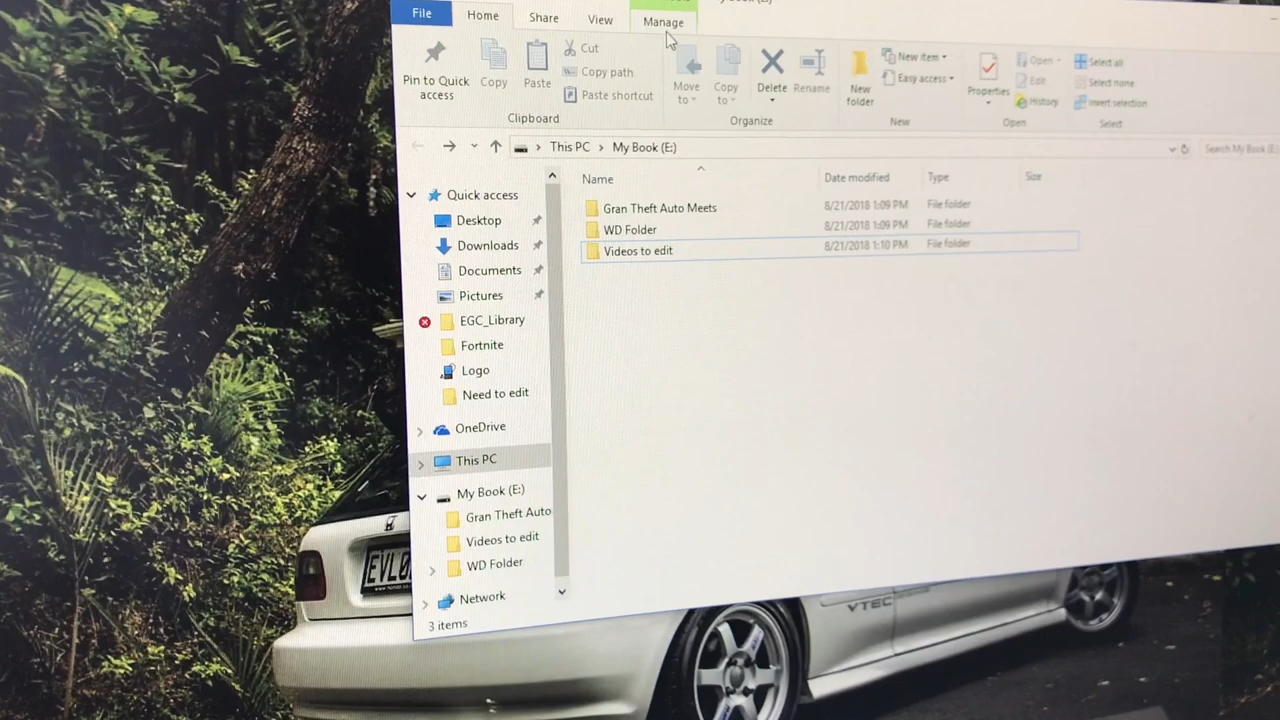 File Home Share View Manage
Pin to Quick access
Copy
Paste
Cut
Copy path
Paste shortcut
Clipboard
Move to
Copy to
Delete
Rename
Organize
New folder
New item
Easy access
New
Properties
Open
Edit
History
Open
Select all
Select none
Invert selection
Select
This PC > My Book (E:)
Search My Book (E:)
Name Date modified Type Size
Gran Theft Auto Meets 8/21/2018 1:09 PM File folder
WD Folder 8/21/2018 1:09 PM File folder
Videos to edit 8/21/2018 1:10 PM File folder
Quick access
Desktop
Downloads
Documents
Pictures
EGC_Library
Fortnite
Logo
Need to edit
OneDrive
This PC
My Book (E:)
Gran Theft Auto
Videos to edit
WD Folder
Network
3 items
VTEC